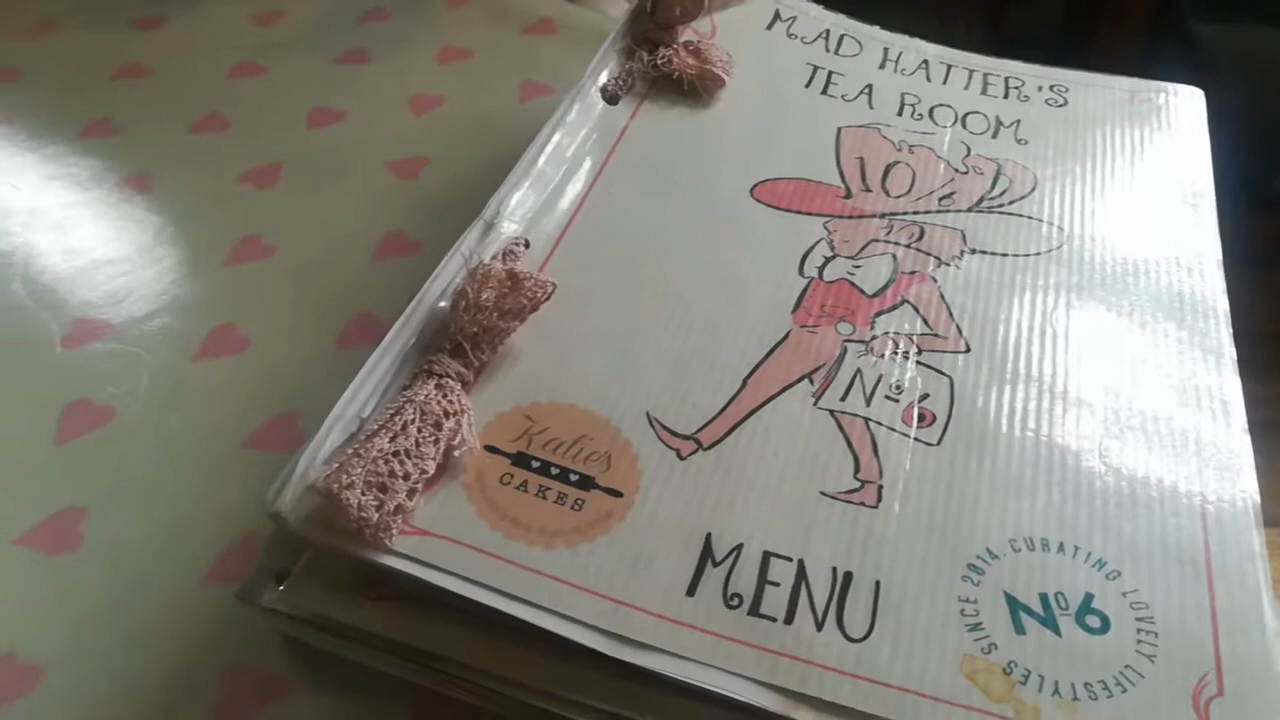 MAD HATTER'S
TEA ROOM
10/6
Nº6
Katie's
CAKES
MENU
SINCE 2014. CURATING LOVELY LIFESTYLES
Nº6